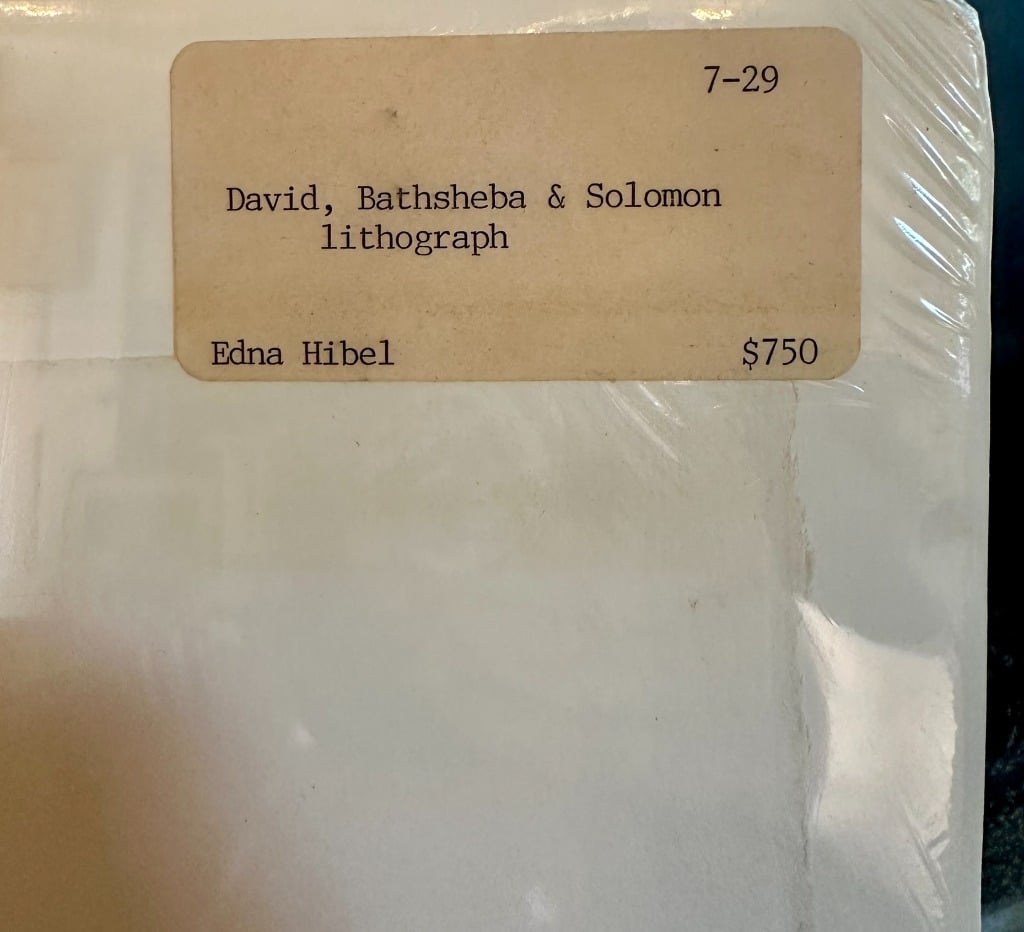 7-29
David, Bathsheba & Solomon
lithograph
Edna Hibel $750